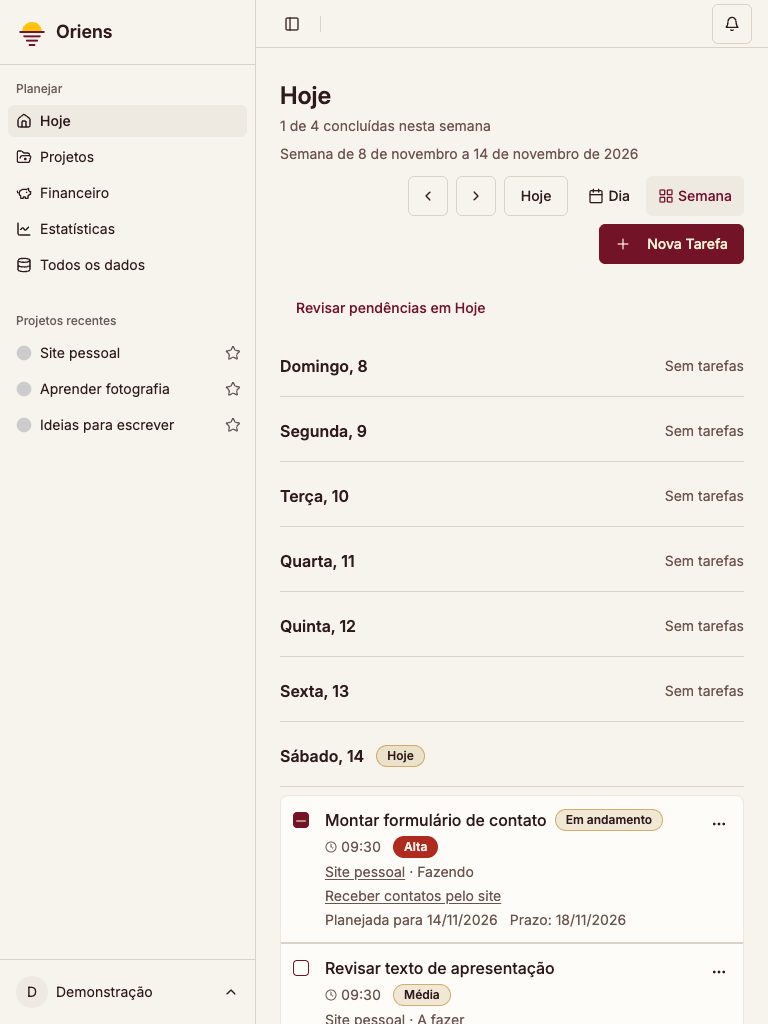 Oriens
Planejar
Hoje
Projetos
Financeiro
Estatísticas
Todos os dados
Projetos recentes
Site pessoal
Aprender fotografia
Ideias para escrever
D Demonstração
Hoje
1 de 4 concluídas nesta semana
Semana de 8 de novembro a 14 de novembro de 2026
Hoje Dia Semana
Nova Tarefa
Revisar pendências em Hoje
Domingo, 8 Sem tarefas
Segunda, 9 Sem tarefas
Terça, 10 Sem tarefas
Quarta, 11 Sem tarefas
Quinta, 12 Sem tarefas
Sexta, 13 Sem tarefas
Sábado, 14 Hoje
Montar formulário de contato Em andamento
09:30 Alta
Site pessoal · Fazendo
Receber contatos pelo site
Planejada para 14/11/2026 Prazo: 18/11/2026
Revisar texto de apresentação
09:30 Média
Site pessoal · A fazer